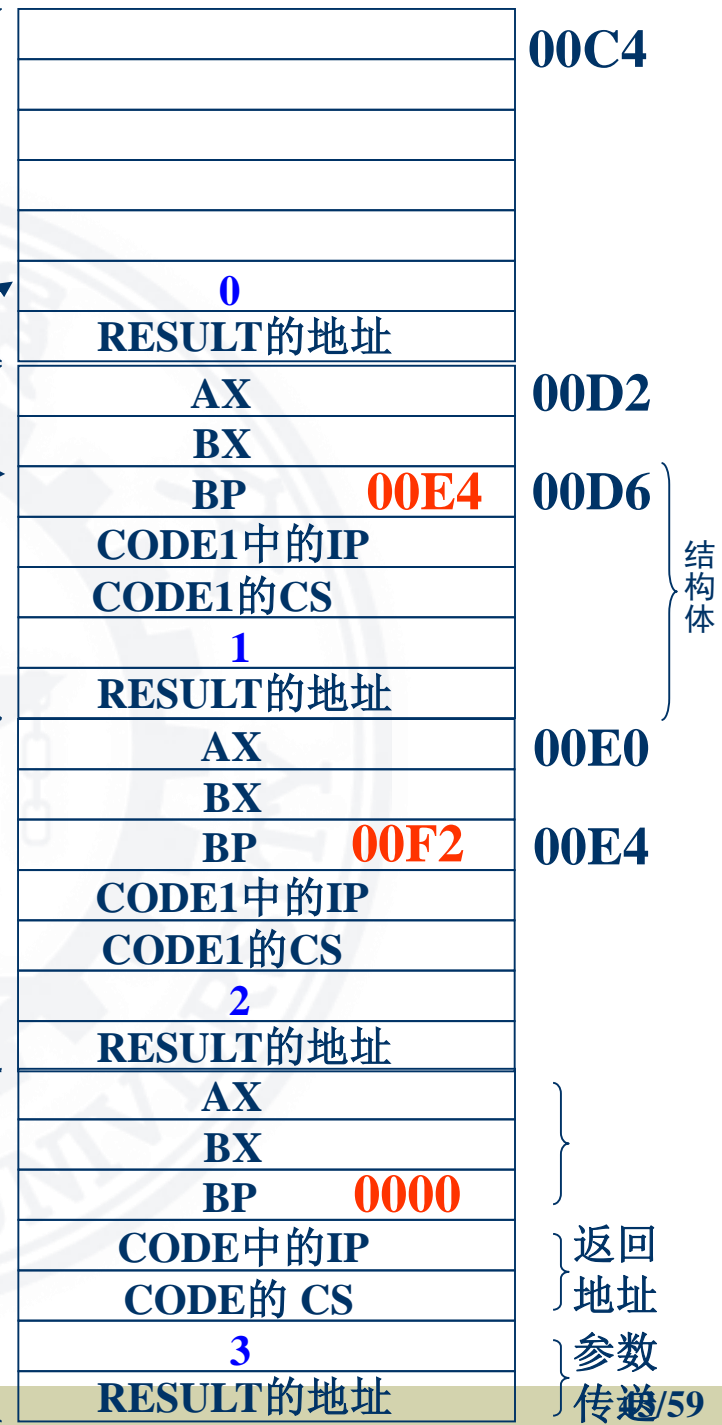 00C4
0
RESULT的地址
AX 00D2
BX
BP 00E4 00D6
CODE1中的IP
CODE1的CS
结构体
1
RESULT的地址
AX 00E0
BX
BP 00F2 00E4
CODE1中的IP
CODE1的CS
2
RESULT的地址
AX
BX
BP 0000
CODE中的IP 返回
CODE的 CS 地址
3 参数
RESULT的地址 传递 /59
UNIVERSI